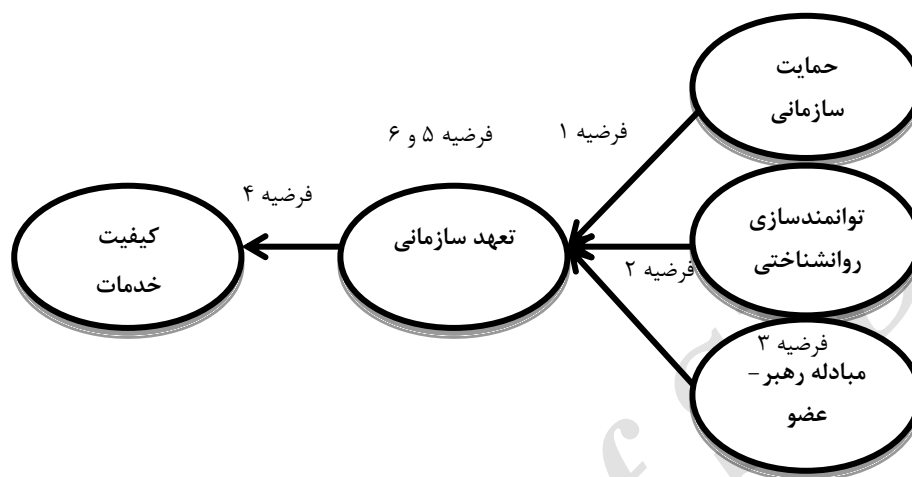 حمایت
سازمانی
فرضیه ۱
فرضیه ۵ و ۶
توانمندسازی
روانشناختی
تعهد سازمانی
فرضیه ۴
کیفیت
خدمات
فرضیه ۲
فرضیه ۳
مبادله رهبر –
عضو